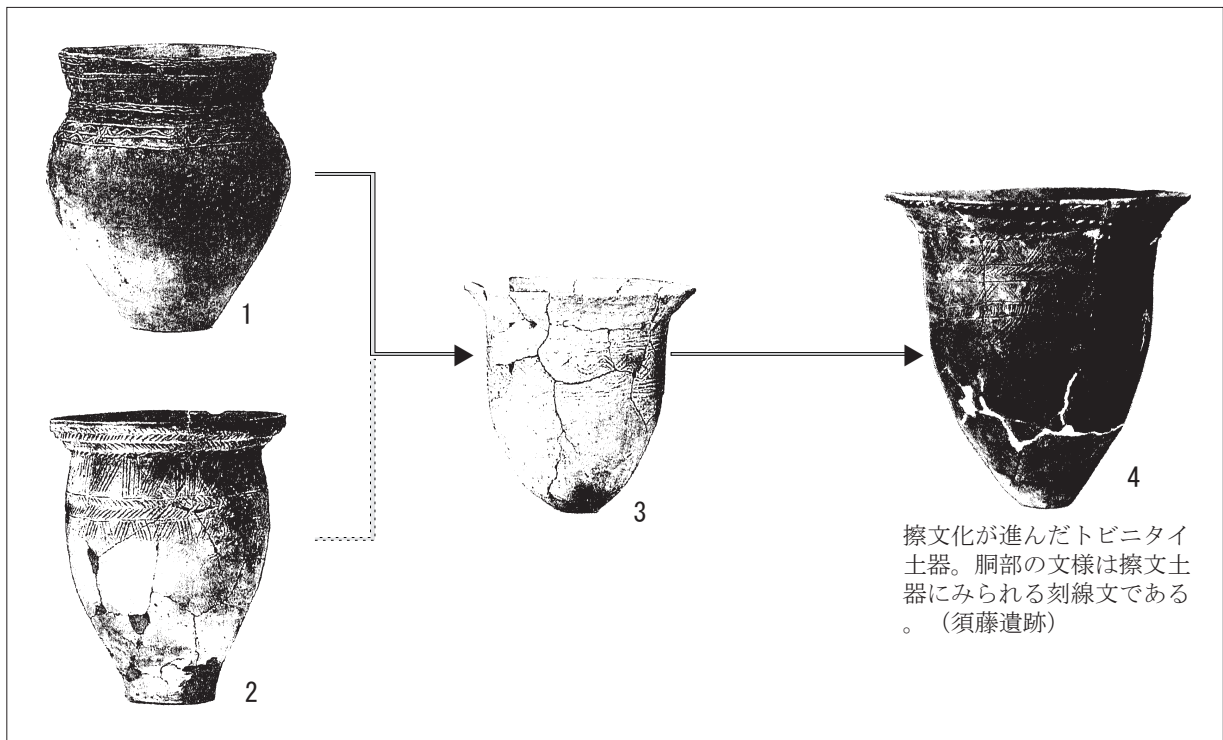 1
2
3
4
擦文化が進んだトビニタイ
土器。胴部の文様は擦文土
器にみられる刻線文である
。（須藤遺跡）